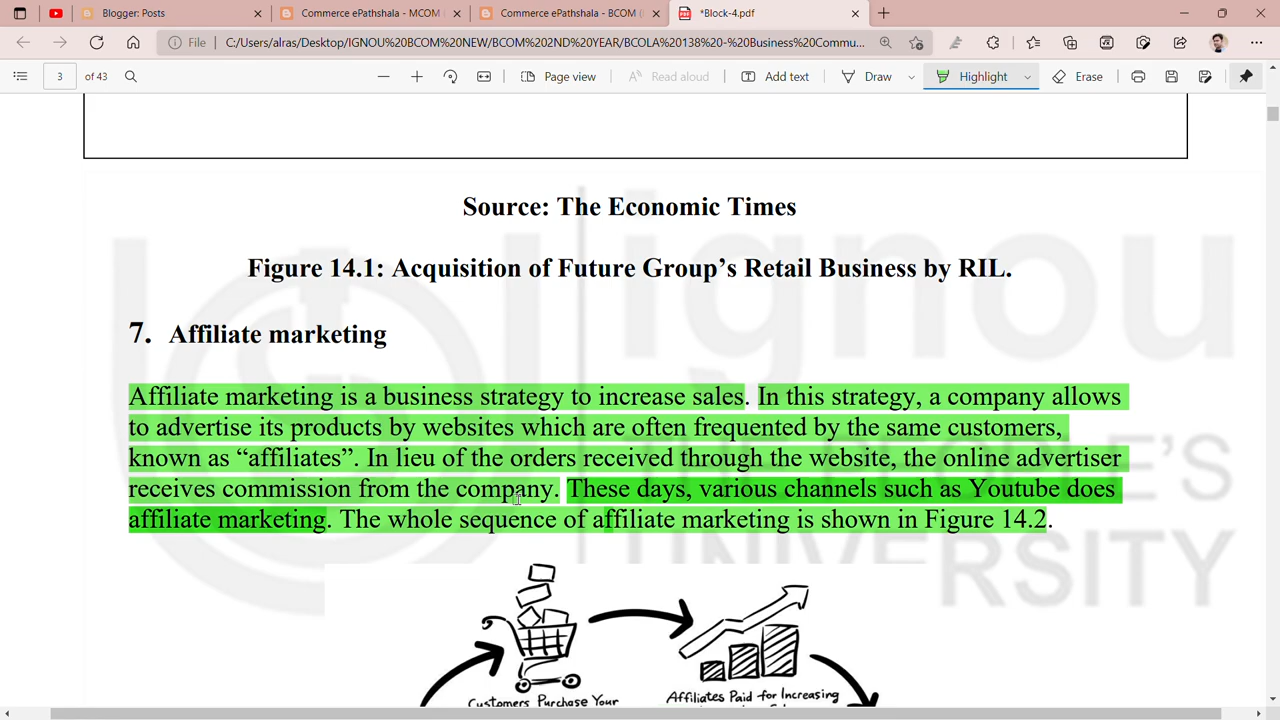 Blogger: Posts
Commerce ePathshala - MCOM
Commerce ePathshala - BCOM
*Block-4.pdf
File
C:/Users/alras/Desktop/IGNOU%20BCOM%20NEW/BCOM%202ND%20YEAR/BCOLA%20138%20-%20Business%20Commu...
3
of 43
Page view
Read aloud
Add text
Draw
Highlight
Erase
Source: The Economic Times
Figure 14.1: Acquisition of Future Group’s Retail Business by RIL.
7. Affiliate marketing
Affiliate marketing is a business strategy to increase sales. In this strategy, a company allows
to advertise its products by websites which are often frequented by the same customers,
known as “affiliates”. In lieu of the orders received through the website, the online advertiser
receives commission from the company. These days, various channels such as Youtube does
affiliate marketing. The whole sequence of affiliate marketing is shown in Figure 14.2.
ignou
THE PEOPLE'S
UNIVERSITY
Customers Purchase Your
Affiliates Paid for Increasing